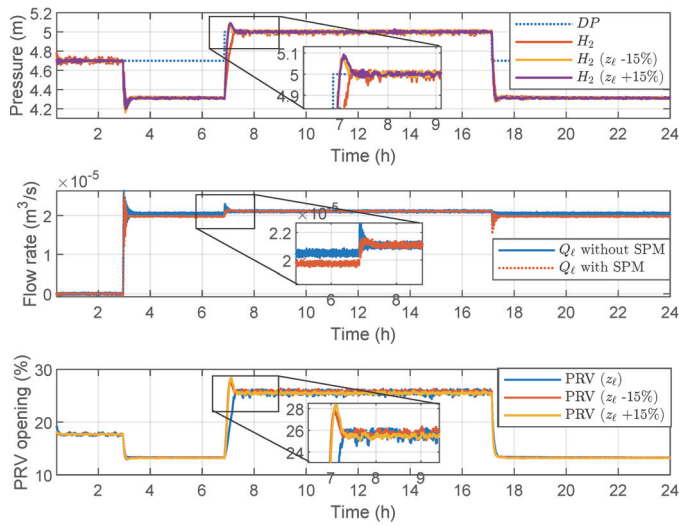 5.2
5
4.8
4.6
4.4
4.2
Pressure (m)
5.1
5
4.9
7 8 9
DP
H₂
H₂ (zℓ -15%)
H₂ (zℓ +15%)
2 4 6 8 10 12 14 16 18 20 22 24
Time (h)
×10⁻⁵
2
1
0
Flow rate (m³/s)
×10⁻⁵
2.2
2
6 8
Qℓ without SPM
Qℓ with SPM
2 4 6 8 10 12 14 16 18 20 22 24
Time (h)
30
20
10
PRV opening (%)
28
26
24
7 8 9
PRV (zℓ)
PRV (zℓ -15%)
PRV (zℓ +15%)
2 4 6 8 10 12 14 16 18 20 22 24
Time (h)